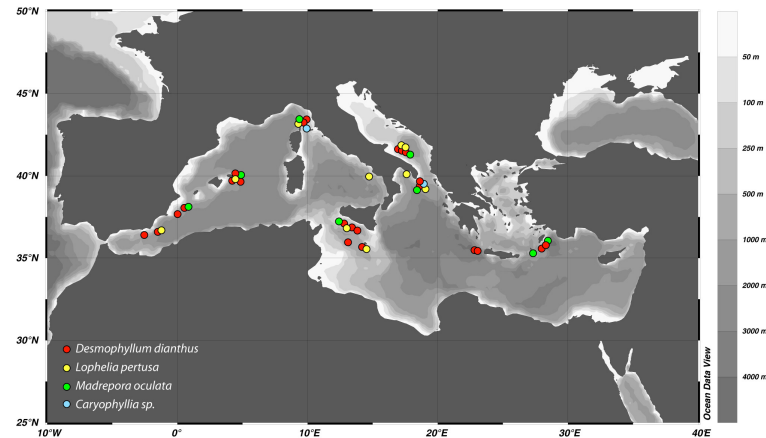 50°N
45°N
40°N
35°N
30°N
25°N
10°W 0° 10°E 20°E 30°E 40°E
Desmophyllum dianthus
Lophelia pertusa
Madrepora oculata
Caryophyllia sp.
Ocean Data View
50 m
100 m
250 m
500 m
1000 m
2000 m
3000 m
4000 m